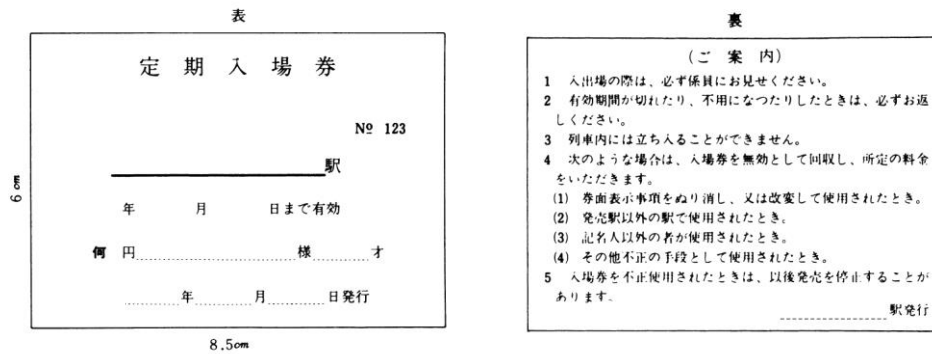 表
定期入場券
№ 123
駅
年 月 日まで有効
何 円 様 才
年 月 日発行
6cm
8.5cm
裏
(ご案内)
1 入出場の際は、必ず係員にお見せください。
2 有効期間が切れたり、不用になつたりしたときは、必ずお返
しください。
3 列車内には立ち入ることができません。
4 次のような場合は、入場券を無効として回収し、所定の料金
をいただきます。
(1) 券面表示事項をぬり消し、又は改変して使用されたとき。
(2) 発売駅以外の駅で使用されたとき。
(3) 記名人以外の者が使用されたとき。
(4) その他不正の手段として使用されたとき。
5 入場券を不正使用されたときは、以後発売を停止することが
あります。
駅発行